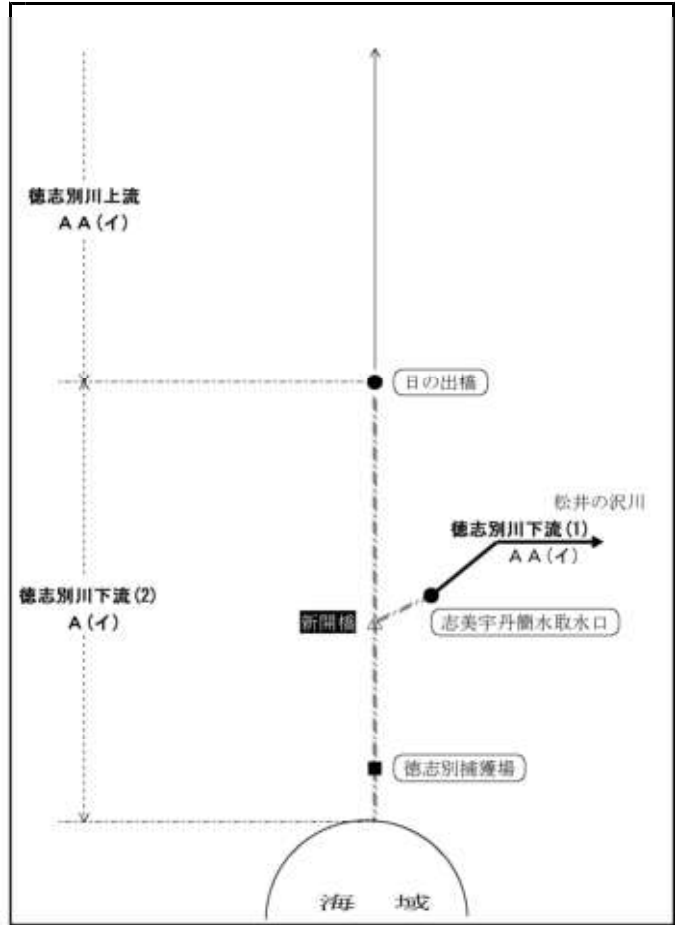 徳志別川上流
AA(イ)
日の出橋
松井の沢川
徳志別川下流(1)
AA(イ)
徳志別川下流(2)
A(イ)
新開橋
志美宇丹簡水取水口
徳志別捕獲場
海 域